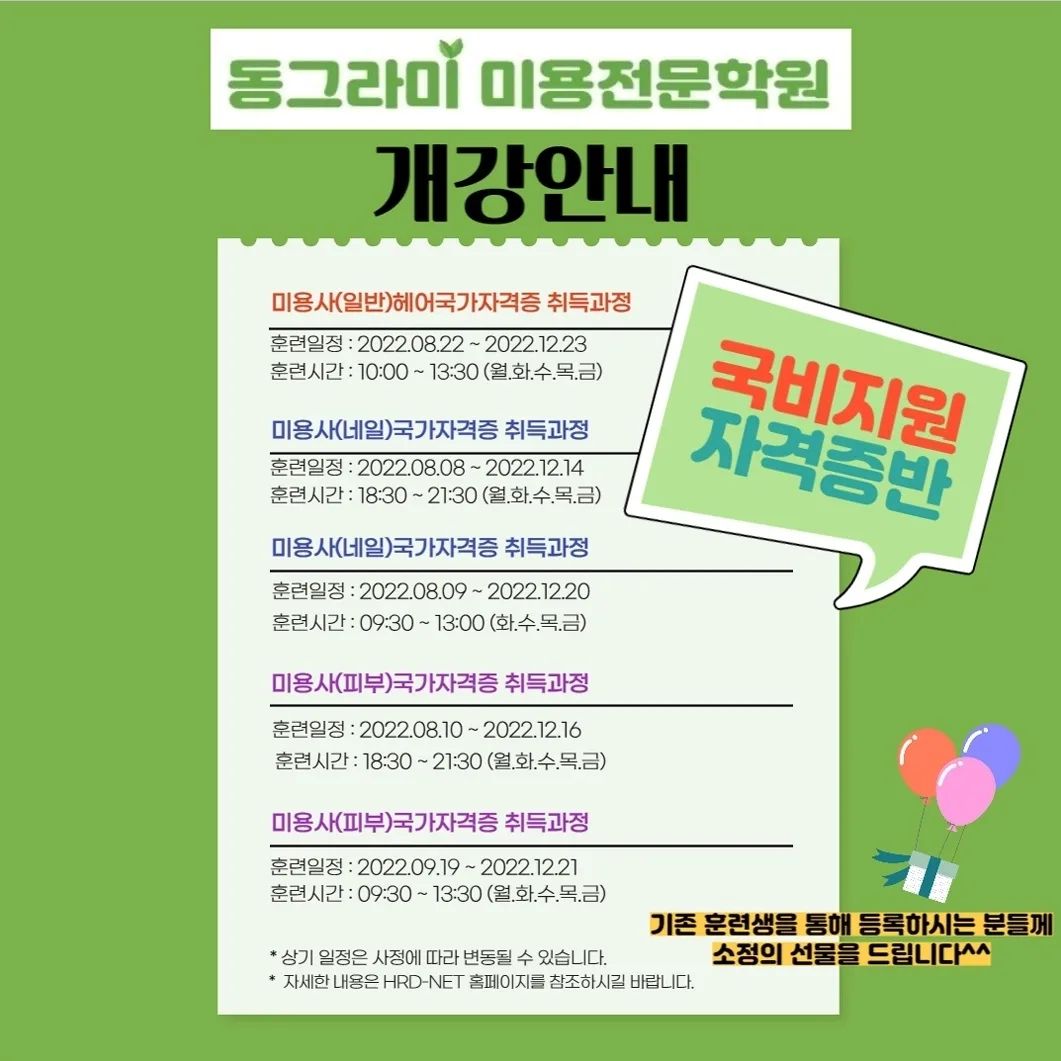 동그라미 미용전문학원
개강안내
미용사(일반)헤어국가자격증 취득과정
훈련일정 : 2022.08.22 ~ 2022.12.23
훈련시간 : 10:00 ~ 13:30 (월.화.수.목.금)
국비지원
자격증반
미용사(네일)국가자격증 취득과정
훈련일정 : 2022.08.08 ~ 2022.12.14
훈련시간 : 18:30 ~ 21:30 (월.화.수.목.금)
미용사(네일)국가자격증 취득과정
훈련일정 : 2022.08.09 ~ 2022.12.20
훈련시간 : 09:30 ~ 13:00 (화.수.목.금)
미용사(피부)국가자격증 취득과정
훈련일정 : 2022.08.10 ~ 2022.12.16
훈련시간 : 18:30 ~ 21:30 (월.화.수.목.금)
미용사(피부)국가자격증 취득과정
훈련일정 : 2022.09.19 ~ 2022.12.21
훈련시간 : 09:30 ~ 13:30 (월.화.수.목.금)
기존 훈련생을 통해 등록하시는 분들께
소정의 선물을 드립니다^^
* 상기 일정은 사정에 따라 변동될 수 있습니다.
* 자세한 내용은 HRD-NET 홈페이지를 참조하시길 바랍니다.